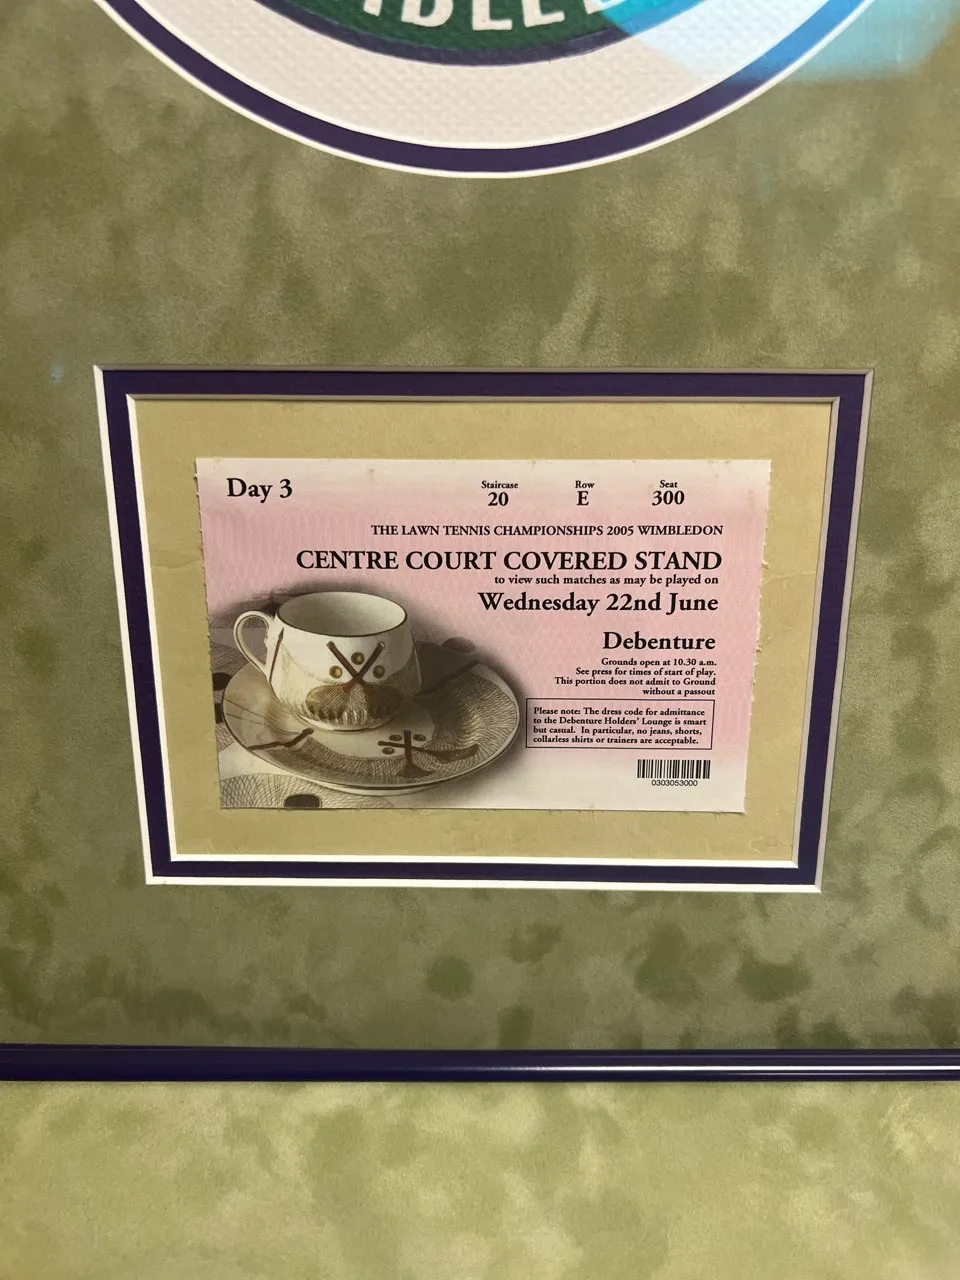 Day 3
Staircase Row Seat
20 E 300
THE LAWN TENNIS CHAMPIONSHIPS 2005 WIMBLEDON
CENTRE COURT COVERED STAND
to view such matches as may be played on
Wednesday 22nd June
Debenture
Grounds open at 10.30 a.m.
See press for times of start of play.
This portion does not admit to Ground
without a passout
Please note: The dress code for admittance
to the Debenture Holders' Lounge is smart
but casual. In particular, no jeans, shorts,
collarless shirts or trainers are acceptable.
0303053000